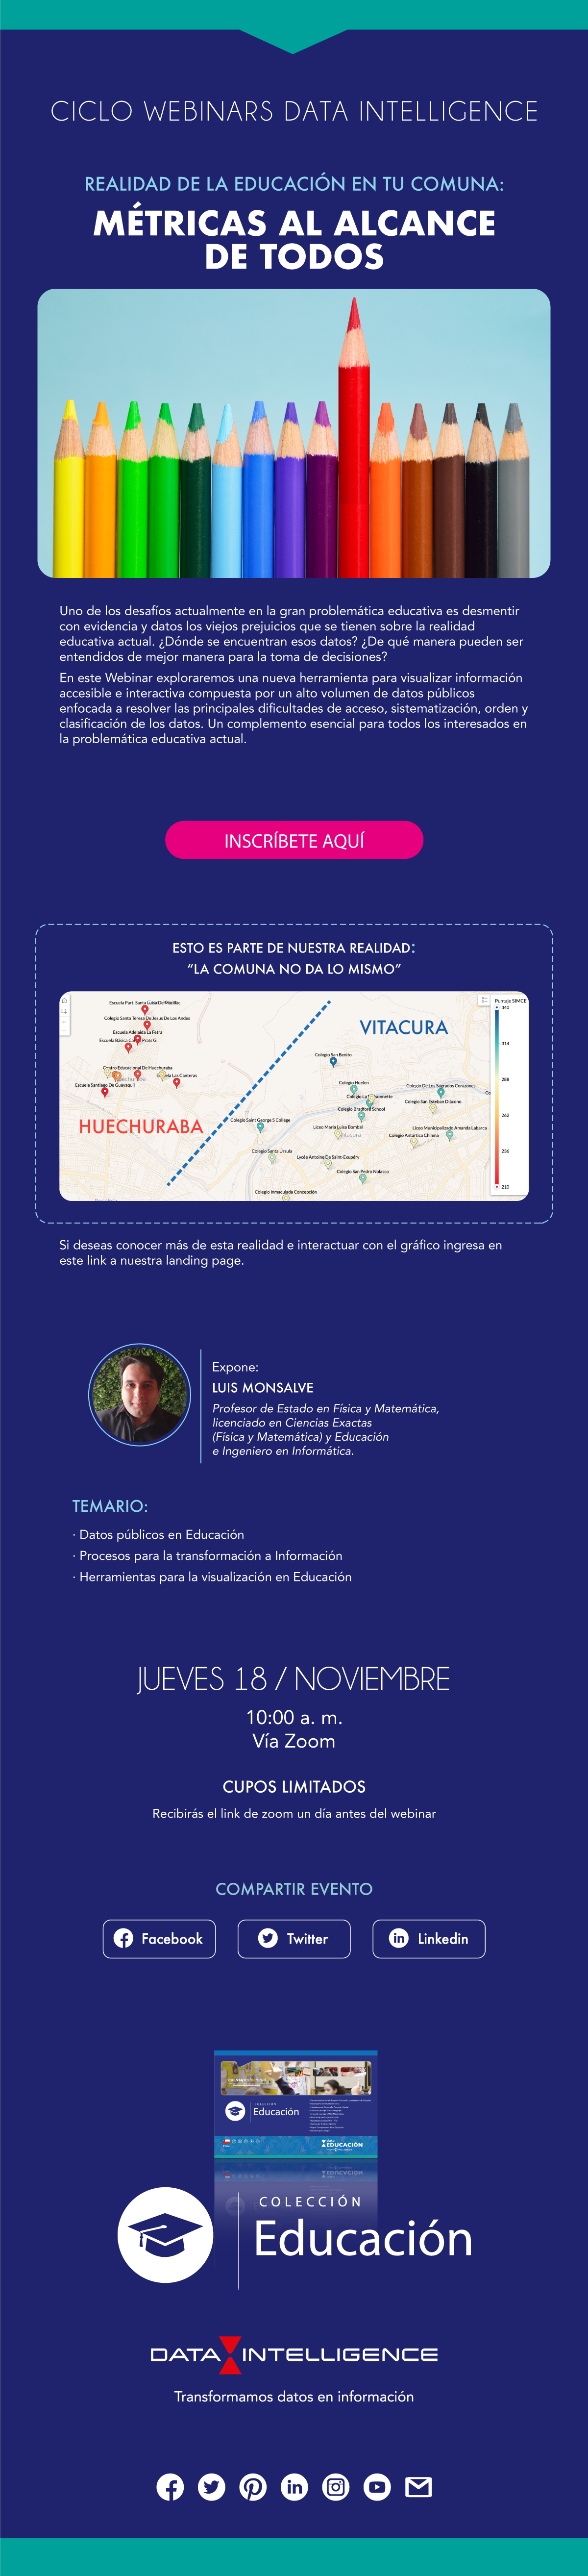 CICLO WEBINARS DATA INTELLIGENCE
REALIDAD DE LA EDUCACIÓN EN TU COMUNA:
MÉTRICAS AL ALCANCE
DE TODOS
Uno de los desafíos actualmente en la gran problemática educativa es desmentir
con evidencia y datos los viejos prejuicios que se tienen sobre la realidad
educativa actual. ¿Dónde se encuentran esos datos? ¿De qué manera pueden ser
entendidos de mejor manera para la toma de decisiones?
En este Webinar exploraremos una nueva herramienta para visualizar información
accesible e interactiva compuesta por un alto volumen de datos públicos
enfocada a resolver las principales dificultades de acceso, sistematización, orden y
clasificación de los datos. Un complemento esencial para todos los interesados en
la problemática educativa actual.
INSCRÍBETE AQUÍ
ESTO ES PARTE DE NUESTRA REALIDAD:
“LA COMUNA NO DA LO MISMO”
Escuela Part. Santa Luisa De Marillac
Colegio Santa Teresa De Jesus De Los Andes
Escuela Adelaida La Fetra
Escuela Básica Carlos Prats G.
Centro Educacional De Huechuraba
Escuela Las Canteras
Escuela Santiago De Guayaquil
HUECHURABA
VITACURA
Colegio San Benito
Colegio Huelen
Colegio De Los Sagrados Corazones
Colegio San Esteban Diácono
Colegio Bradford School
Colegio Saint George S College
Liceo Maria Luisa Bombal
Liceo Municipalizado Amanda Labarca
Colegio Antártica Chilena
Colegio Santa Úrsula
Lycée Antoine De Saint-Exupéry
Colegio San Pedro Nolasco
Colegio Inmaculada Concepción
Puntaje SIMCE
340
314
288
262
236
210
Si deseas conocer más de esta realidad e interactuar con el gráfico ingresa en
este link a nuestra landing page.
Expone:
LUIS MONSALVE
Profesor de Estado en Física y Matemática,
licenciado en Ciencias Exactas
(Física y Matemática) y Educación
e Ingeniero en Informática.
TEMARIO:
· Datos públicos en Educación
· Procesos para la transformación a Información
· Herramientas para la visualización en Educación
JUEVES 18 / NOVIEMBRE
10:00 a. m.
Vía Zoom
CUPOS LIMITADOS
Recibirás el link de zoom un día antes del webinar
COMPARTIR EVENTO
Facebook
Twitter
Linkedin
COLECCIÓN
Educación
EDUCACIÓN
COLECCIÓN
Educación
DATA INTELLIGENCE
Transformamos datos en información